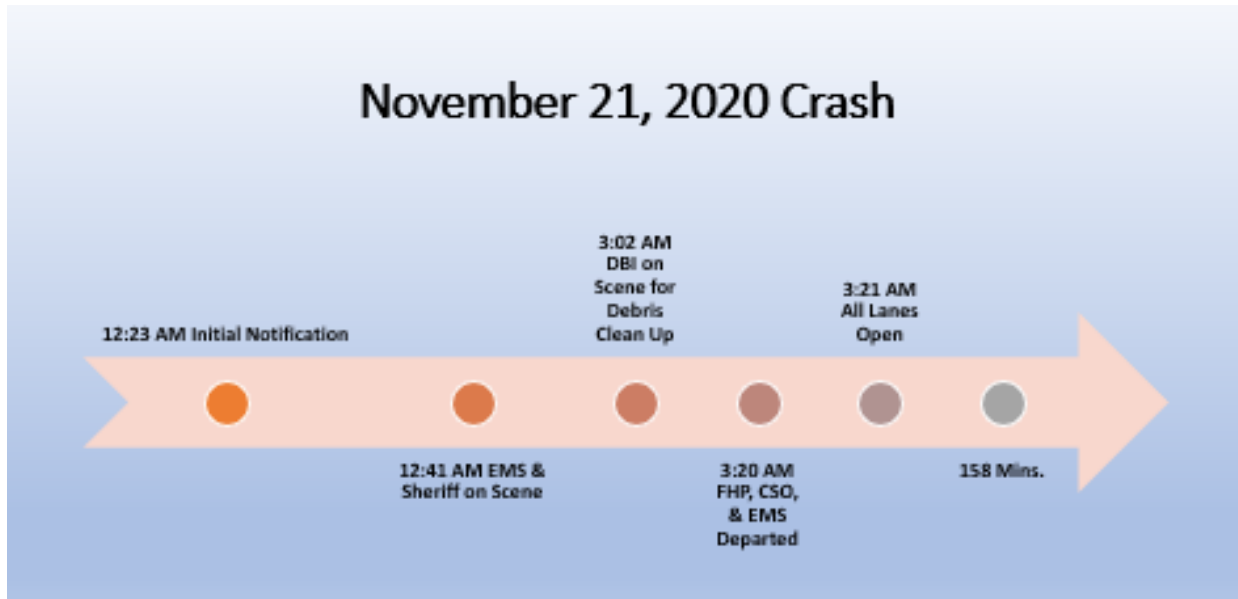 November 21, 2020 Crash
12:23 AM Initial Notification
12:41 AM EMS &
Sheriff on Scene
3:02 AM
DBI on
Scene for
Debris
Clean Up
3:20 AM
FHP, CSO,
& EMS
Departed
3:21 AM
All Lanes
Open
158 Mins.